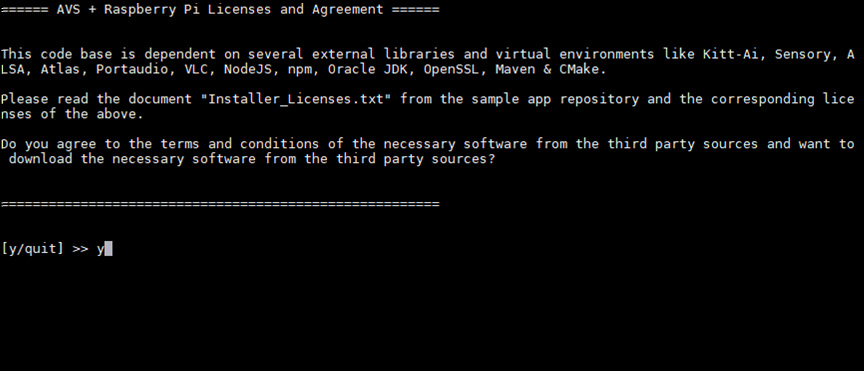 ====== AVS + Raspberry Pi Licenses and Agreement ======
This code base is dependent on several external libraries and virtual environments like Kitt-Ai, Sensory, A
LSA, Atlas, Portaudio, VLC, NodeJS, npm, Oracle JDK, OpenSSL, Maven & CMake.
Please read the document "Installer_Licenses.txt" from the sample app repository and the corresponding lice
nses of the above.
Do you agree to the terms and conditions of the necessary software from the third party sources and want to
 download the necessary software from the third party sources?
=======================================================
[y/quit] >> y